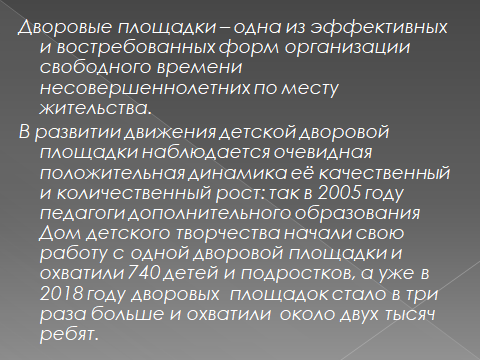 Дворовые площадки – одна из эффективных
и востребованных форм организации
свободного времени
несовершеннолетних по месту
жительства.
В развитии движения детской дворовой
площадки наблюдается очевидная
положительная динамика её качественный
и количественный рост: так в 2005 году
педагоги дополнительного образования
Дом детского творчества начали свою
работу с одной дворовой площадки и
охватили 740 детей и подростков, а уже в
2018 году дворовых площадок стало в три
раза больше и охватили около двух тысяч
ребят.